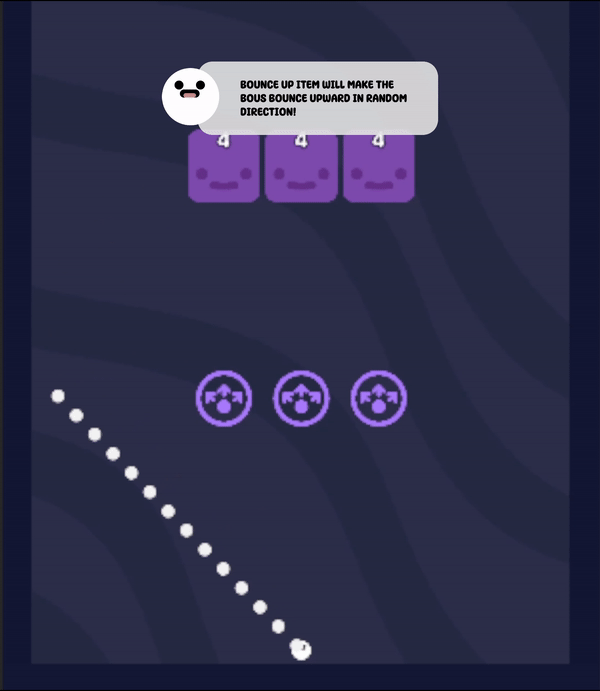 BOUNCE UP ITEM WILL MAKE THE
BOUS BOUNCE UPWARD IN RANDOM
DIRECTION!
4 4 4